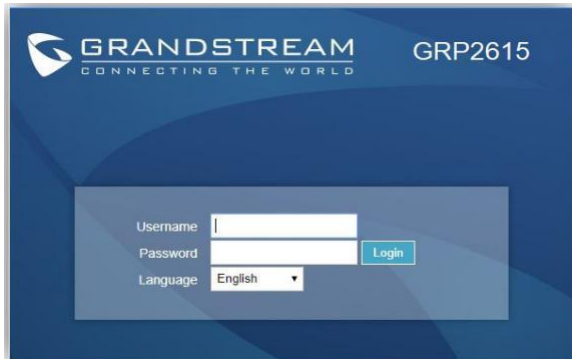 GRANDSTREAM
CONNECTING THE WORLD
GRP2615
Username
Password
Login
Language
English